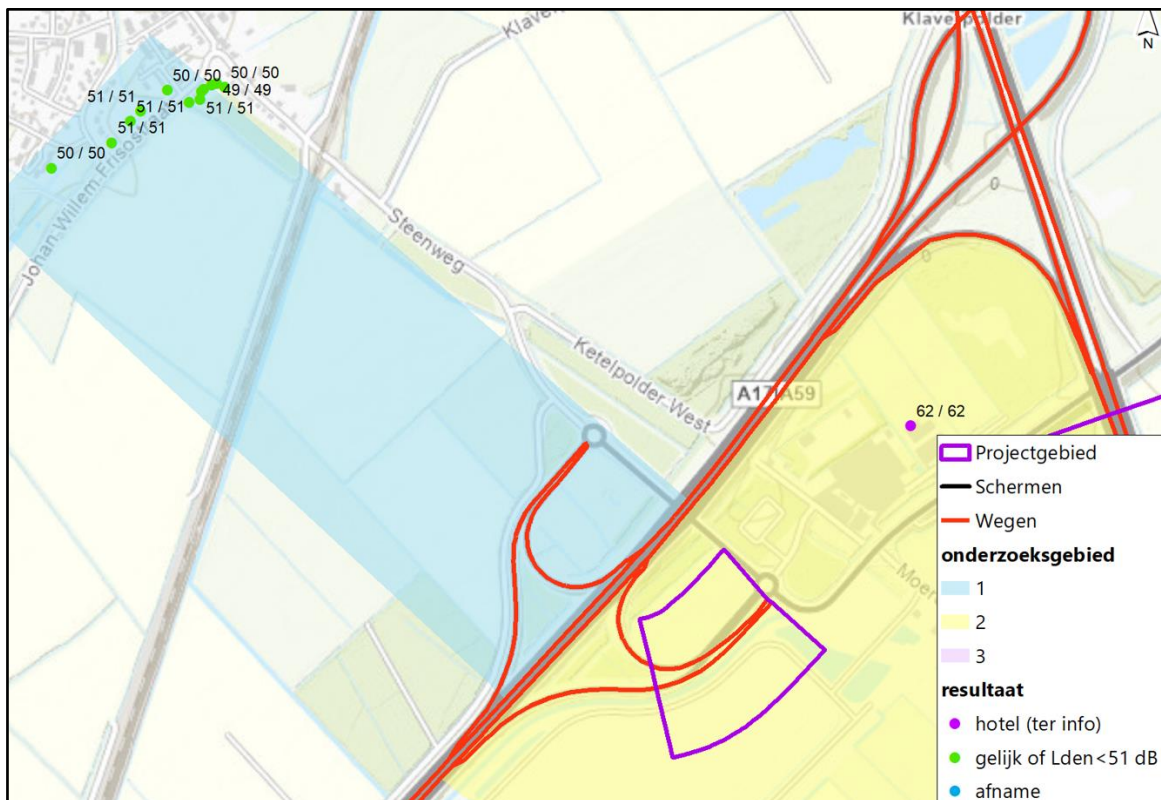 Klaverpolder
N
Klave
50 / 50
50 / 50
49 / 49
51 / 51
51 / 51
51 / 51
51 / 51
50 / 50
Johan Willem Frisos
Steenweg
Ketelpolder-West
0
0
A17/A59
62 / 62
Moer
Projectgebied
Schermen
Wegen
onderzoeksgebied
1
2
3
resultaat
hotel (ter info)
gelijk of Lden<51 dB
afname